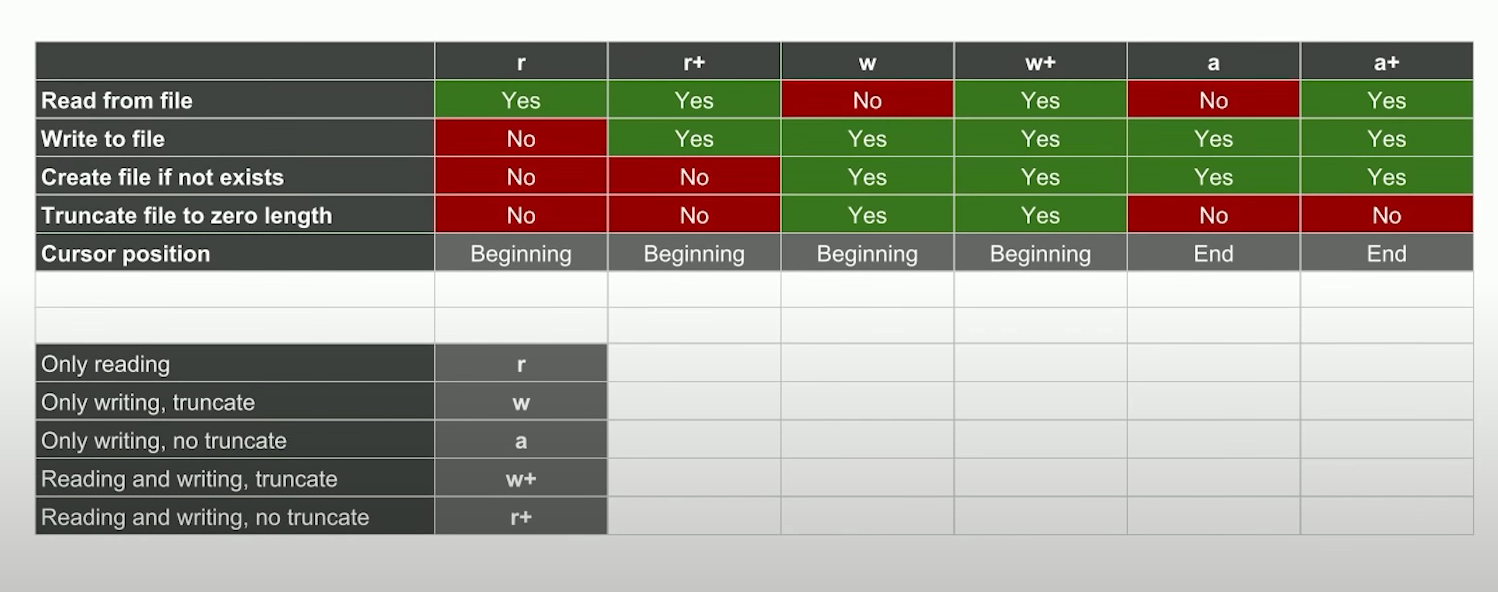 r r+ w w+ a a+
Read from file Yes Yes No Yes No Yes
Write to file No Yes Yes Yes Yes Yes
Create file if not exists No No Yes Yes Yes Yes
Truncate file to zero length No No Yes Yes No No
Cursor position Beginning Beginning Beginning Beginning End End
Only reading r
Only writing, truncate w
Only writing, no truncate a
Reading and writing, truncate w+
Reading and writing, no truncate r+